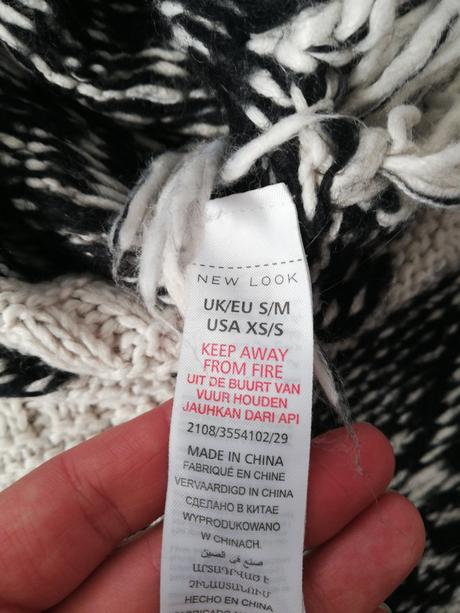 NEW LOOK
UK/EU S/M
USA XS/S
KEEP AWAY
FROM FIRE
UIT DE BUURT VAN
VUUR HOUDEN
JAUHKAN DARI API
2108/3554102/29
MADE IN CHINA
FABRIQUÉ EN CHINE
VERVAARDIGD IN CHINA
СДЕЛАНО В КИТАЕ
WYPRODUKOWANO
W CHINACH.
صنع في الصين
ԱՐՏԱԴՐՎԱԾ Է
ՉԻՆԱՍՏԱՆՈՒՄ
HECHO EN CHINA